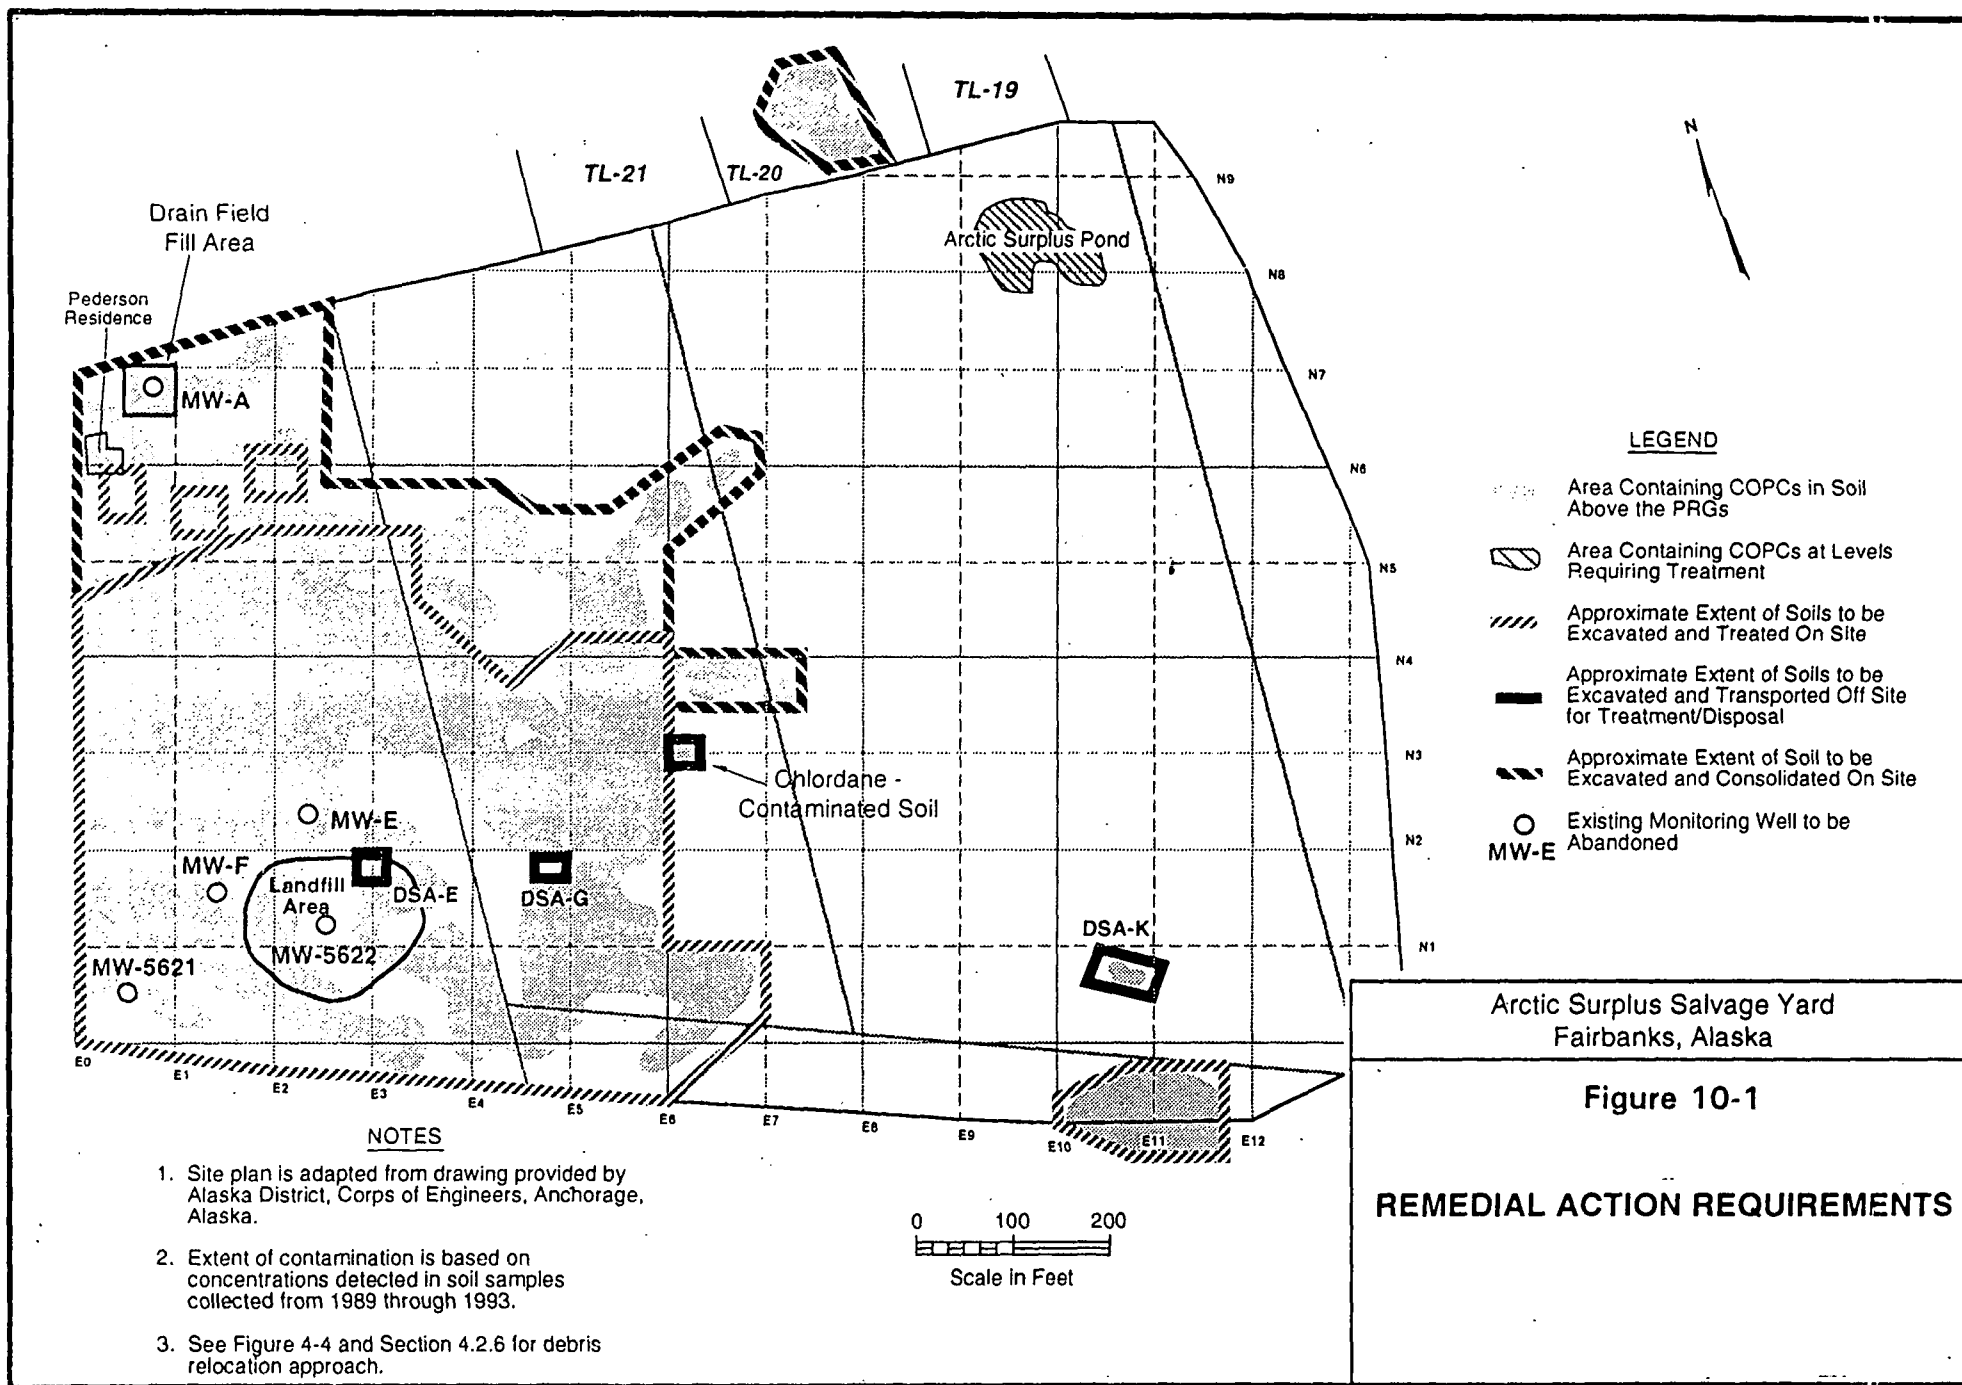 TL-19
TL-21
TL-20
N
Drain Field
Fill Area
Pederson
Residence
Arctic Surplus Pond
MW-A
N9
N8
N7
N6
N5
N4
N3
N2
N1
Chlordane -
Contaminated Soil
MW-E
MW-F
Landfill
Area
DSA-E
DSA-G
MW-5622
MW-5621
DSA-K
E0
E1
E2
E3
E4
E5
E6
E7
E8
E9
E10
E11
E12
LEGEND
Area Containing COPCs in Soil
Above the PRGs
Area Containing COPCs at Levels
Requiring Treatment
Approximate Extent of Soils to be
Excavated and Treated On Site
Approximate Extent of Soils to be
Excavated and Transported Off Site
for Treatment/Disposal
Approximate Extent of Soil to be
Excavated and Consolidated On Site
Existing Monitoring Well to be
MW-E Abandoned
NOTES
1. Site plan is adapted from drawing provided by
Alaska District, Corps of Engineers, Anchorage,
Alaska.
2. Extent of contamination is based on
concentrations detected in soil samples
collected from 1989 through 1993.
3. See Figure 4-4 and Section 4.2.6 for debris
relocation approach.
0 100 200
Scale in Feet
Arctic Surplus Salvage Yard
Fairbanks, Alaska
Figure 10-1
REMEDIAL ACTION REQUIREMENTS